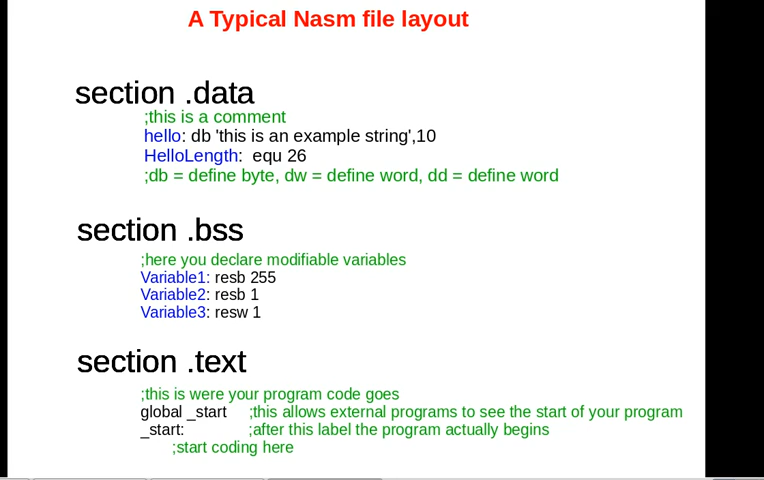 A Typical Nasm file layout
section .data
;this is a comment
hello: db 'this is an example string',10
HelloLength:  equ 26
;db = define byte, dw = define word, dd = define word
section .bss
;here you declare modifiable variables
Variable1: resb 255
Variable2: resb 1
Variable3: resw 1
section .text
;this is were your program code goes
global _start     ;this allows external programs to see the start of your program
_start:               ;after this label the program actually begins
;start coding here